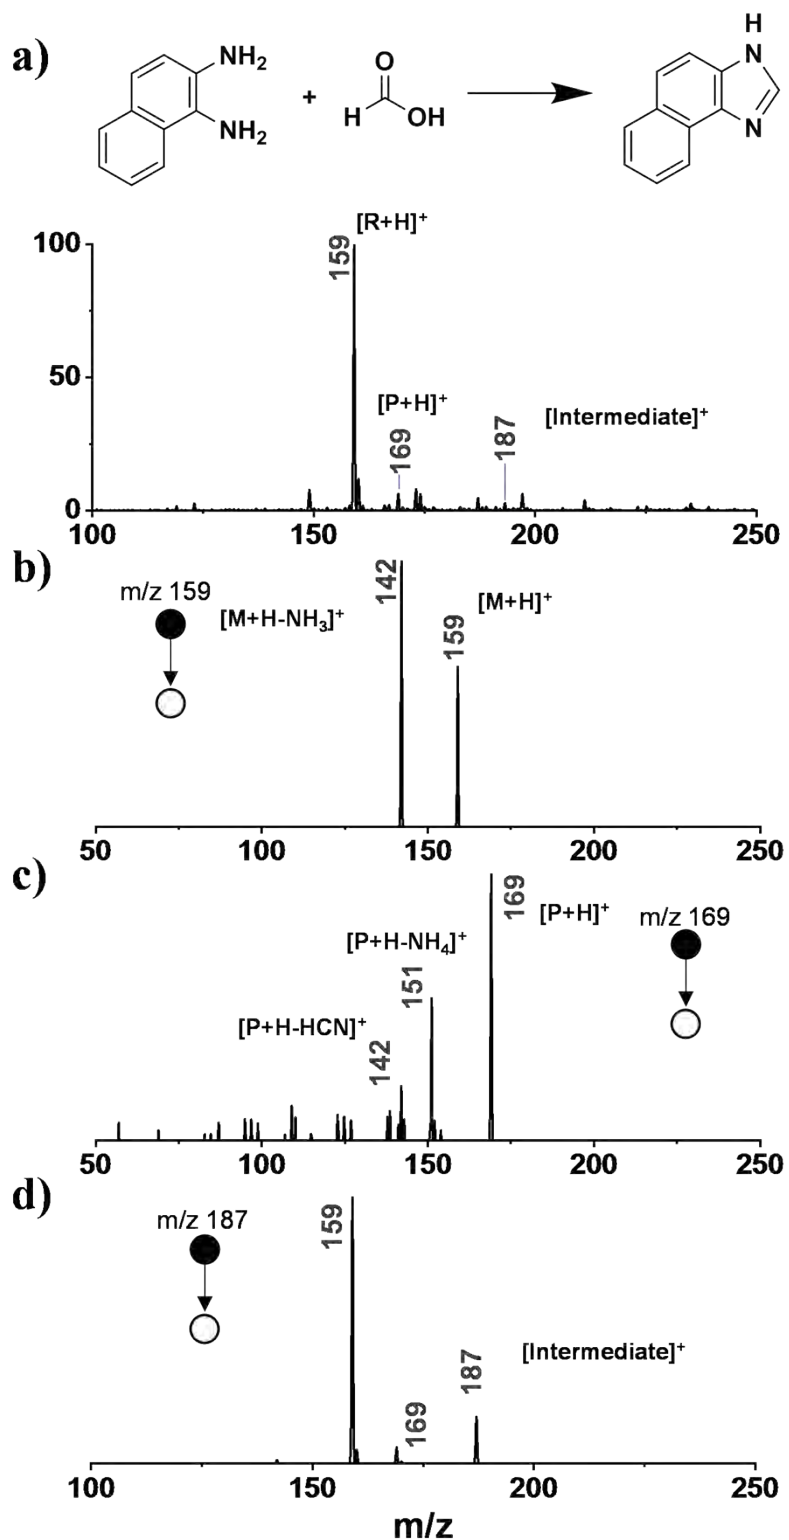 a)
NH2
NH2
+
O
H
OH
H
N
N
[R+H]+
159
100
[P+H]+
[Intermediate]+
50
169
187
0
100
150
200
250
b)
m/z 159
142
[M+H-NH3]+
[M+H]+
159
50
100
150
200
250
c)
169
[P+H]+
m/z 169
[P+H-NH4]+
151
[P+H-HCN]+
142
50
100
150
200
250
d)
m/z 187
159
[Intermediate]+
187
169
100
150
200
250
m/z